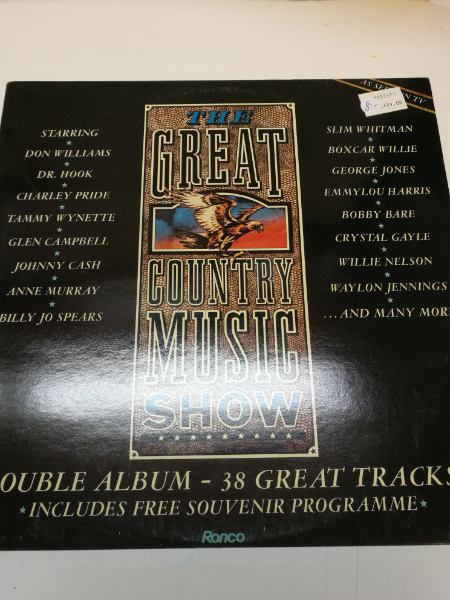 AS SEEN ON TV
THE
GREAT
COUNTRY
MUSIC
SHOW
STARRING
DON WILLIAMS
DR. HOOK
CHARLEY PRIDE
TAMMY WYNETTE
GLEN CAMPBELL
JOHNNY CASH
ANNE MURRAY
BILLY JO SPEARS
SLIM WHITMAN
BOXCAR WILLIE
GEORGE JONES
EMMYLOU HARRIS
BOBBY BARE
CRYSTAL GAYLE
WILLIE NELSON
WAYLON JENNINGS
...AND MANY MORE
OUBLE ALBUM – 38 GREAT TRACKS
INCLUDES FREE SOUVENIR PROGRAMME
Ronco